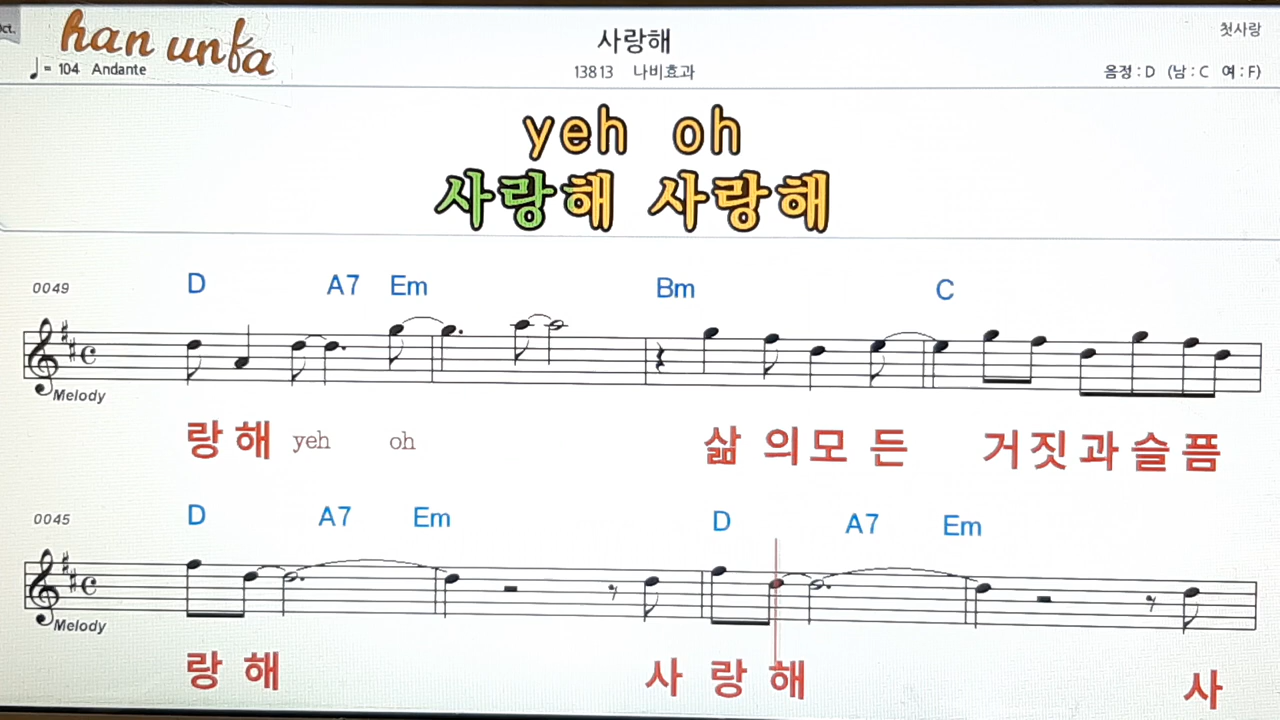 ct.
han unfa
사랑해
첫사랑
♩= 104 Andante
13813 나비효과
음정 : D (남 : C 여 : F)
yeh oh
사랑해 사랑해
0049
D A7 Em Bm C
Melody
랑 해 yeh oh 삶 의 모 든 거 짓 과 슬 픔
0045
D A7 Em D A7 Em
Melody
랑 해 사 랑 해 사